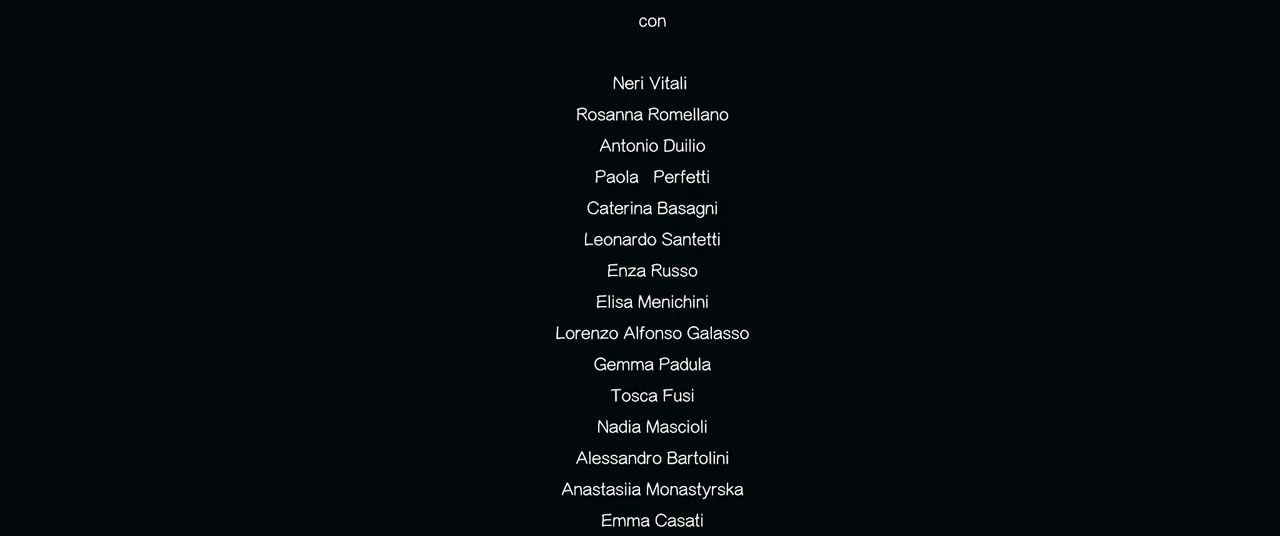 con
Neri Vitali
Rosanna Romellano
Antonio Duilio
Paola Perfetti
Caterina Basagni
Leonardo Santetti
Enza Russo
Elisa Menichini
Lorenzo Alfonso Galasso
Gemma Padula
Tosca Fusi
Nadia Mascioli
Alessandro Bartolini
Anastasiia Monastyrska
Emma Casati